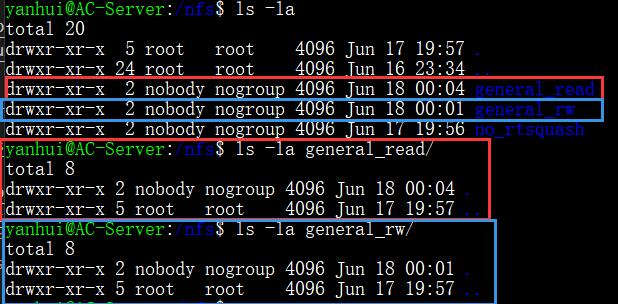 yanhui@AC-Server:/nfs$ ls -la
total 20
drwxr-xr-x 5 root root 4096 Jun 17 19:57 .
drwxr-xr-x 24 root root 4096 Jun 16 23:34 ..
drwxr-xr-x 2 nobody nogroup 4096 Jun 18 00:04 general_read
drwxr-xr-x 2 nobody nogroup 4096 Jun 18 00:01 general_rw
drwxr-xr-x 2 nobody nogroup 4096 Jun 17 19:56 no_rtsquash
yanhui@AC-Server:/nfs$ ls -la general_read/
total 8
drwxr-xr-x 2 nobody nogroup 4096 Jun 18 00:04 .
drwxr-xr-x 5 root root 4096 Jun 17 19:57 ..
yanhui@AC-Server:/nfs$ ls -la general_rw/
total 8
drwxr-xr-x 2 nobody nogroup 4096 Jun 18 00:01 .
drwxr-xr-x 5 root root 4096 Jun 17 19:57 ..